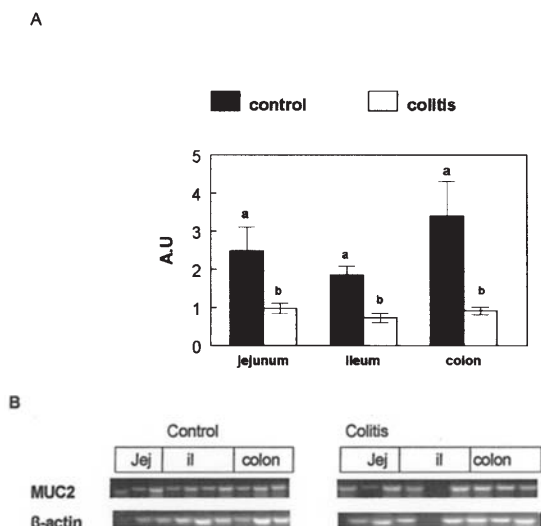 A
control colitis
5
a
4
a
3
a
A.U
2
b
b
b
1
0
jejunum ileum colon
B
Control Colitis
Jej il colon Jej il colon
MUC2
β-actin